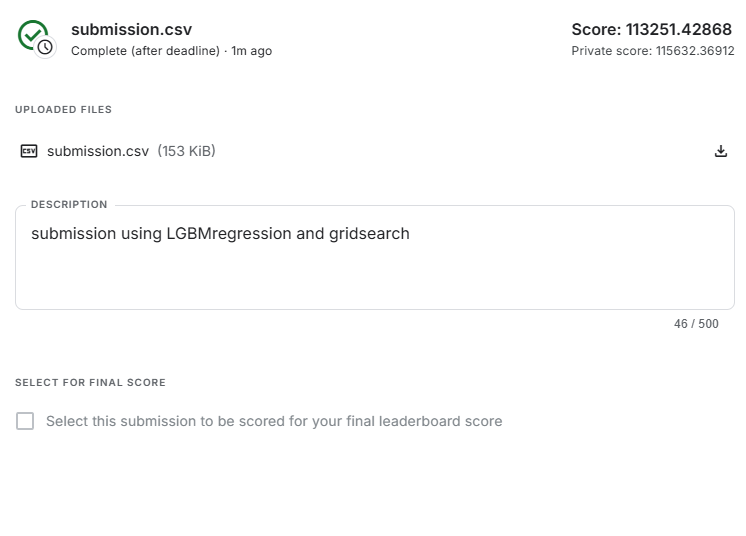 submission.csv
Score: 113251.42868
Complete (after deadline) · 1m ago
Private score: 115632.36912
UPLOADED FILES
CSV submission.csv (153 KiB)
DESCRIPTION
submission using LGBMregression and gridsearch
46 / 500
SELECT FOR FINAL SCORE
Select this submission to be scored for your final leaderboard score